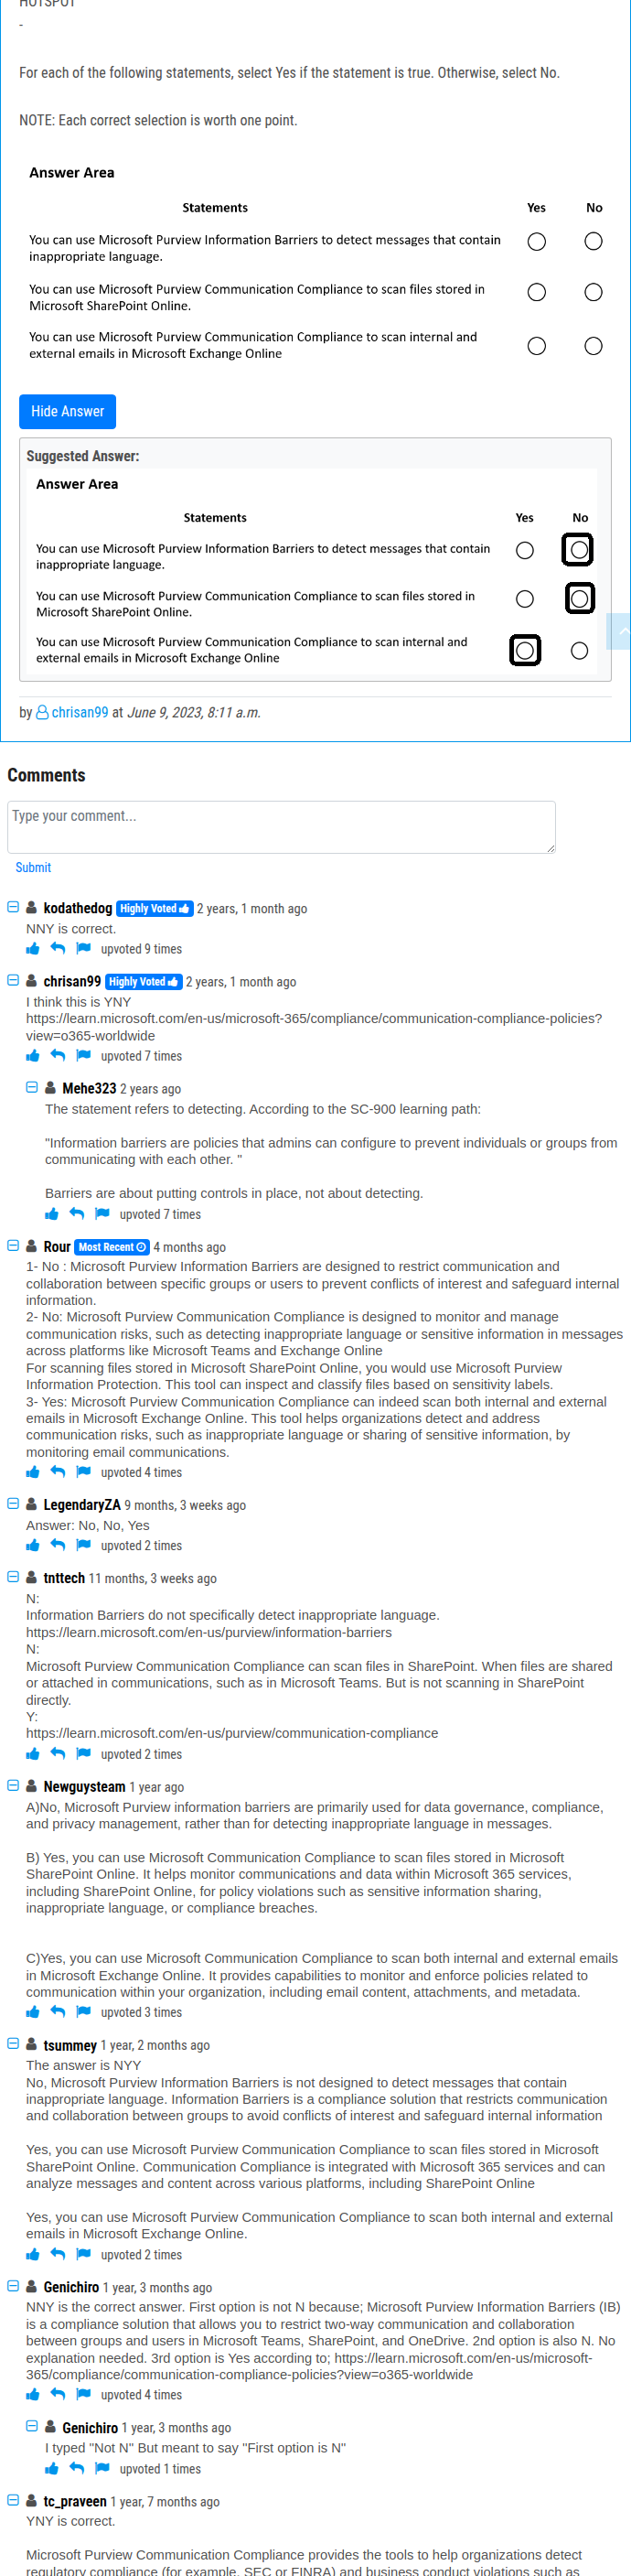 HOTSPOT
-
For each of the following statements, select Yes if the statement is true. Otherwise, select No.
NOTE: Each correct selection is worth one point.
Answer Area
Statements Yes No
You can use Microsoft Purview Information Barriers to detect messages that contain
inappropriate language.
You can use Microsoft Purview Communication Compliance to scan files stored in
Microsoft SharePoint Online.
You can use Microsoft Purview Communication Compliance to scan internal and
external emails in Microsoft Exchange Online
Hide Answer
Suggested Answer:
Answer Area
Statements Yes No
You can use Microsoft Purview Information Barriers to detect messages that contain
inappropriate language.
You can use Microsoft Purview Communication Compliance to scan files stored in
Microsoft SharePoint Online.
You can use Microsoft Purview Communication Compliance to scan internal and
external emails in Microsoft Exchange Online
by chrisan99 at June 9, 2023, 8:11 a.m.
Comments
Type your comment...
Submit
kodathedog Highly Voted 2 years, 1 month ago
NNY is correct.
upvoted 9 times
chrisan99 Highly Voted 2 years, 1 month ago
I think this is YNY
https://learn.microsoft.com/en-us/microsoft-365/compliance/communication-compliance-policies?
view=o365-worldwide
upvoted 7 times
Mehe323 2 years ago
The statement refers to detecting. According to the SC-900 learning path:
"Information barriers are policies that admins can configure to prevent individuals or groups from
communicating with each other. "
Barriers are about putting controls in place, not about detecting.
upvoted 7 times
Rour Most Recent 4 months ago
1- No : Microsoft Purview Information Barriers are designed to restrict communication and
collaboration between specific groups or users to prevent conflicts of interest and safeguard internal
information.
2- No: Microsoft Purview Communication Compliance is designed to monitor and manage
communication risks, such as detecting inappropriate language or sensitive information in messages
across platforms like Microsoft Teams and Exchange Online
For scanning files stored in Microsoft SharePoint Online, you would use Microsoft Purview
Information Protection. This tool can inspect and classify files based on sensitivity labels.
3- Yes: Microsoft Purview Communication Compliance can indeed scan both internal and external
emails in Microsoft Exchange Online. This tool helps organizations detect and address
communication risks, such as inappropriate language or sharing of sensitive information, by
monitoring email communications.
upvoted 4 times
LegendaryZA 9 months, 3 weeks ago
Answer: No, No, Yes
upvoted 2 times
tnttech 11 months, 3 weeks ago
N:
Information Barriers do not specifically detect inappropriate language.
https://learn.microsoft.com/en-us/purview/information-barriers
N:
Microsoft Purview Communication Compliance can scan files in SharePoint. When files are shared
or attached in communications, such as in Microsoft Teams. But is not scanning in SharePoint
directly.
Y:
https://learn.microsoft.com/en-us/purview/communication-compliance
upvoted 2 times
Newguysteam 1 year ago
A)No, Microsoft Purview information barriers are primarily used for data governance, compliance,
and privacy management, rather than for detecting inappropriate language in messages.
B) Yes, you can use Microsoft Communication Compliance to scan files stored in Microsoft
SharePoint Online. It helps monitor communications and data within Microsoft 365 services,
including SharePoint Online, for policy violations such as sensitive information sharing,
inappropriate language, or compliance breaches.
C)Yes, you can use Microsoft Communication Compliance to scan both internal and external emails
in Microsoft Exchange Online. It provides capabilities to monitor and enforce policies related to
communication within your organization, including email content, attachments, and metadata.
upvoted 3 times
tsummey 1 year, 2 months ago
The answer is NYY
No, Microsoft Purview Information Barriers is not designed to detect messages that contain
inappropriate language. Information Barriers is a compliance solution that restricts communication
and collaboration between groups to avoid conflicts of interest and safeguard internal information
Yes, you can use Microsoft Purview Communication Compliance to scan files stored in Microsoft
SharePoint Online. Communication Compliance is integrated with Microsoft 365 services and can
analyze messages and content across various platforms, including SharePoint Online
Yes, you can use Microsoft Purview Communication Compliance to scan both internal and external
emails in Microsoft Exchange Online.
upvoted 2 times
Genichiro 1 year, 3 months ago
NNY is the correct answer. First option is not N because; Microsoft Purview Information Barriers (IB)
is a compliance solution that allows you to restrict two-way communication and collaboration
between groups and users in Microsoft Teams, SharePoint, and OneDrive. 2nd option is also N. No
explanation needed. 3rd option is Yes according to; https://learn.microsoft.com/en-us/microsoft-
365/compliance/communication-compliance-policies?view=o365-worldwide
upvoted 4 times
Genichiro 1 year, 3 months ago
I typed "Not N" But meant to say "First option is N"
upvoted 1 times
tc_praveen 1 year, 7 months ago
YNY is correct.
Microsoft Purview Communication Compliance provides the tools to help organizations detect
regulatory compliance (for example, SEC or FINRA) and business conduct violations such as